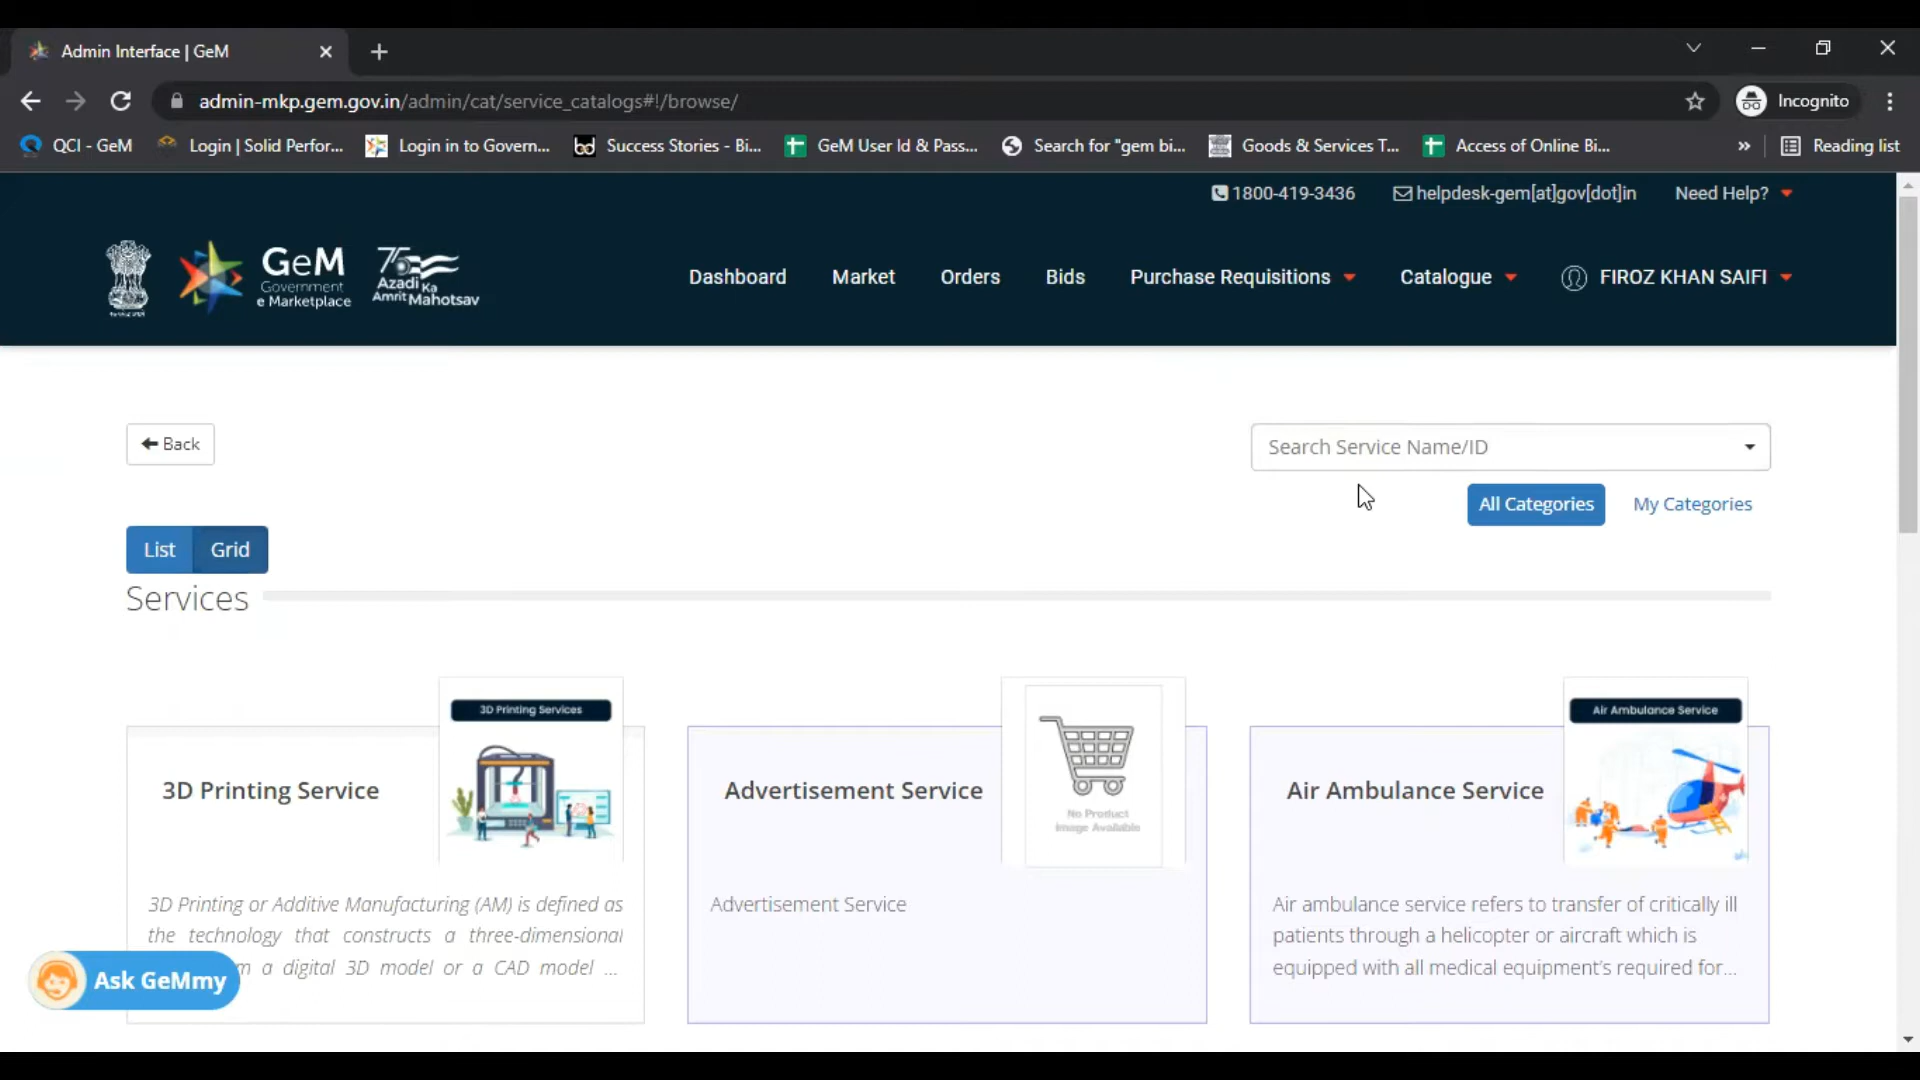 Admin Interface | GeM
admin-mkp.gem.gov.in/admin/cat/service_catalogs#!/browse/
Incognito
QCI - GeM
Login | Solid Perfor...
Login in to Govern...
Success Stories - Bi...
GeM User Id & Pass...
Search for "gem bi...
Goods & Services T...
Access of Online Bi...
»
Reading list
1800-419-3436
helpdesk-gem[at]gov[dot]in
Need Help?
GeM
Government
e Marketplace
75
Azadi Ka
Amrit Mahotsav
Dashboard
Market
Orders
Bids
Purchase Requisitions
Catalogue
FIROZ KHAN SAIFI
Back
Search Service Name/ID
All Categories
My Categories
List
Grid
Services
3D Printing Services
Air Ambulance Service
3D Printing Service
Advertisement Service
No Product
Image Available
Air Ambulance Service
3D Printing or Additive Manufacturing (AM) is defined as
the technology that constructs a three-dimensional
m a digital 3D model or a CAD model ...
Advertisement Service
Air ambulance service refers to transfer of critically ill
patients through a helicopter or aircraft which is
equipped with all medical equipment's required for...
Ask GeMmy